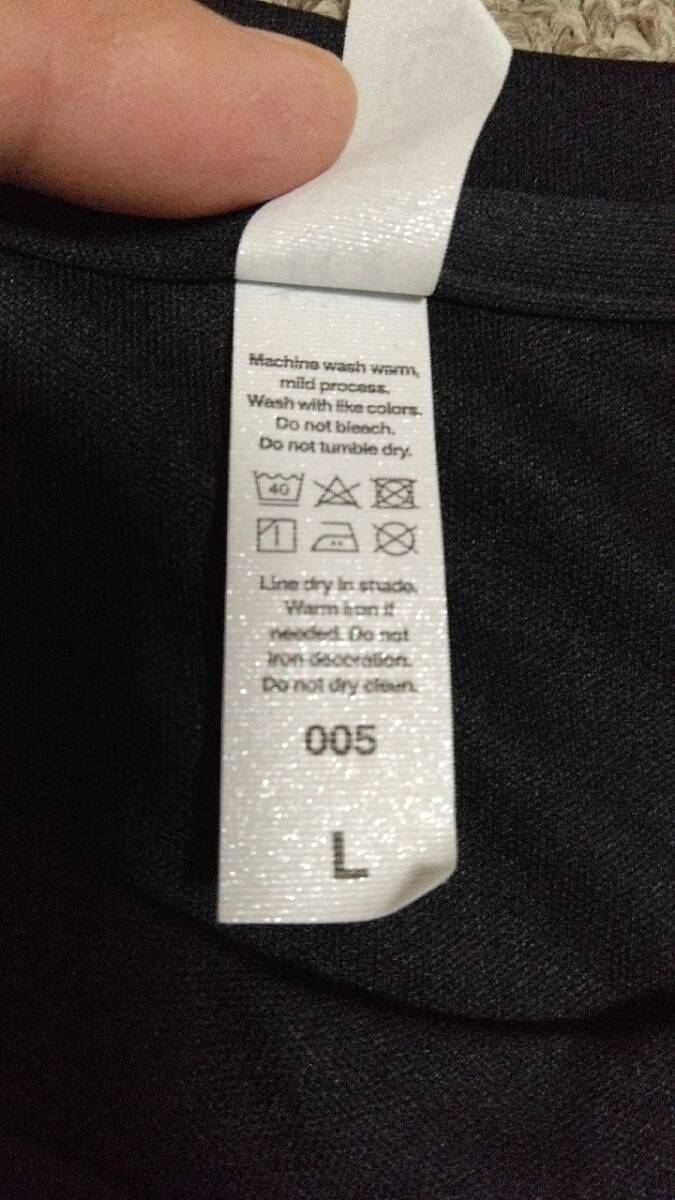 Machine wash warm,
mild process.
Wash with like colors.
Do not bleach.
Do not tumble dry.
40
Line dry in shade.
Warm iron if
needed. Do not
iron decoration.
Do not dry clean.
005
L